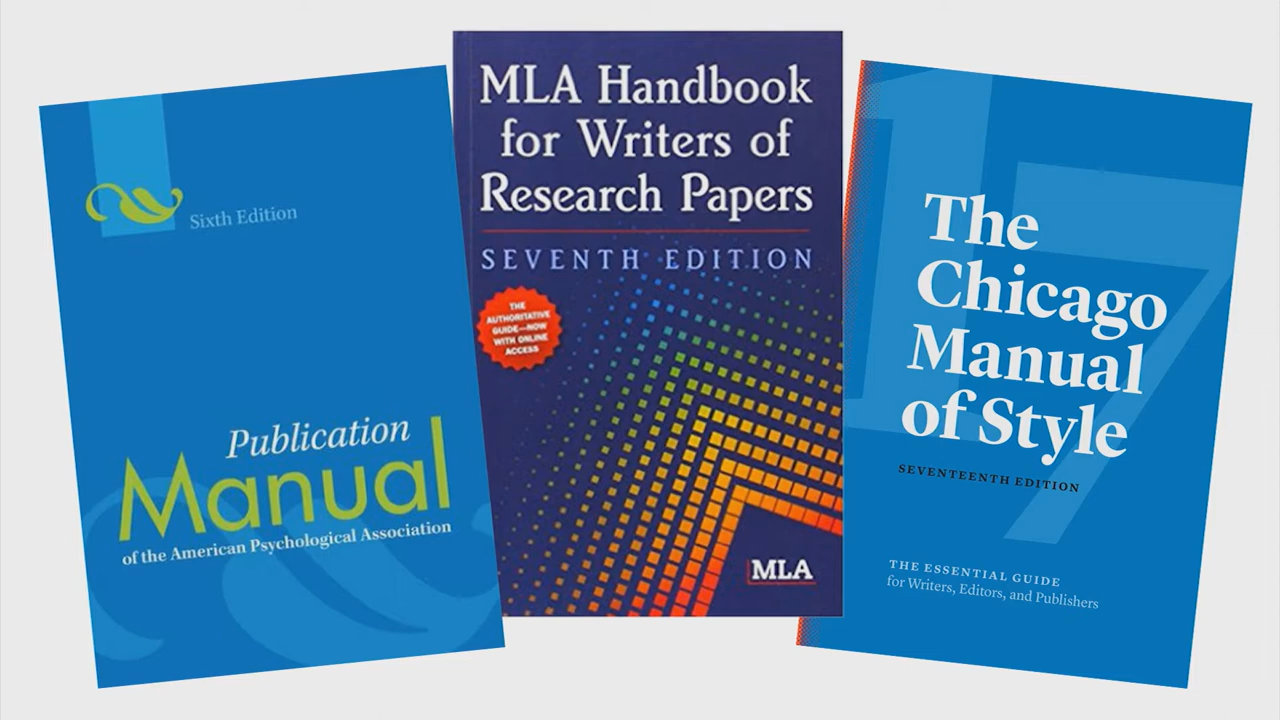 Sixth Edition
Publication
Manual
of the American Psychological Association
MLA Handbook
for Writers of
Research Papers
SEVENTH EDITION
THE
AUTHORITATIVE
GUIDE—NOW
WITH ONLINE
ACCESS
MLA
17
The
Chicago
Manual
of Style
SEVENTEENTH EDITION
THE ESSENTIAL GUIDE
for Writers, Editors, and Publishers